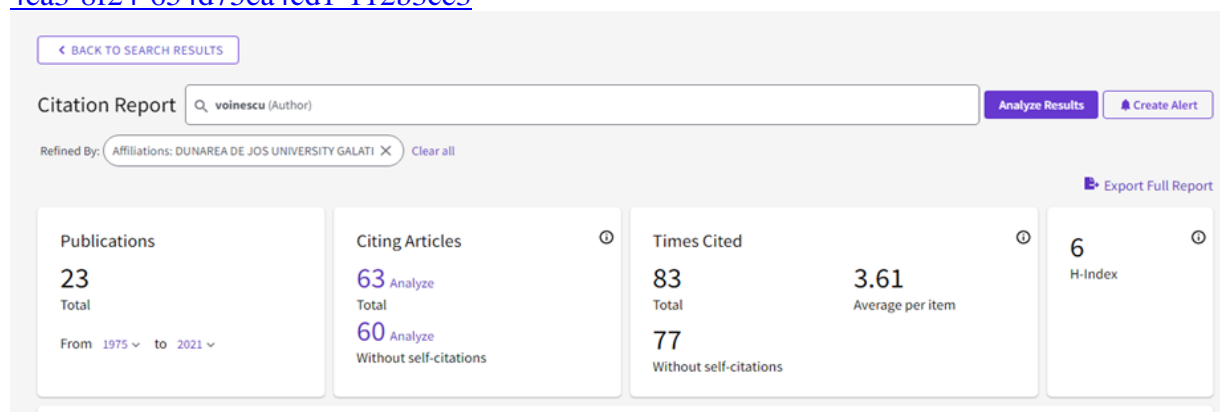 BACK TO SEARCH RESULTS
Citation Report voinescu (Author) Analyze Results Create Alert
Refined By: Affiliations: DUNAREA DE JOS UNIVERSITY GALATI Clear all
Export Full Report
Publications
23
Total
From 1975 to 2021
Citing Articles
63 Analyze
Total
60 Analyze
Without self-citations
Times Cited
83
Total
3.61
Average per item
77
Without self-citations
6
H-Index